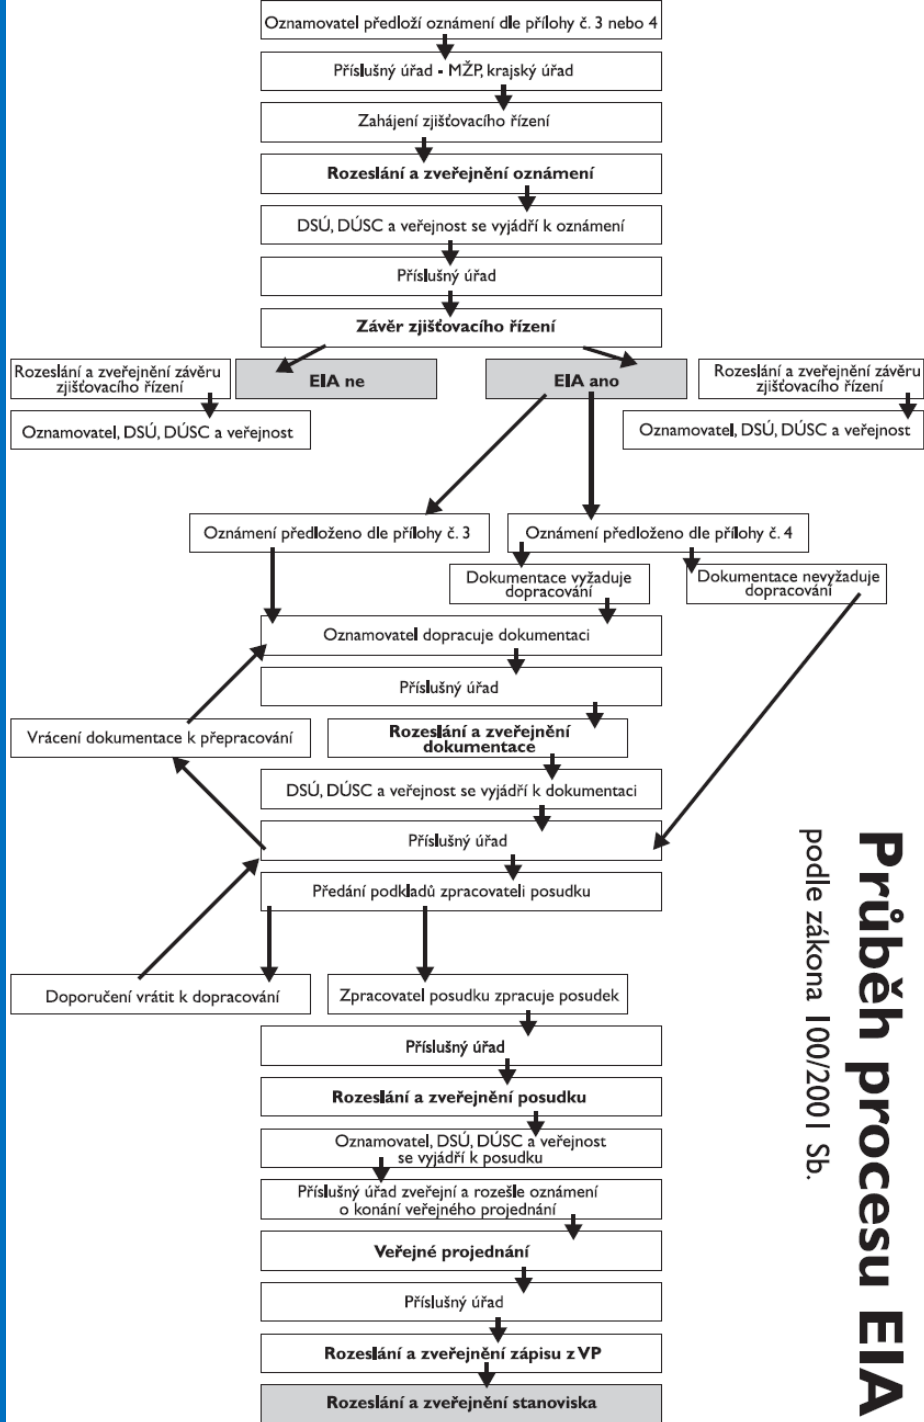 Oznamovatel předloží oznámení dle přílohy č. 3 nebo 4
Příslušný úřad - MŽP, krajský úřad
Zahájení zjišťovacího řízení
Rozeslání a zveřejnění oznámení
DSÚ, DÚSC a veřejnost se vyjádří k oznámení
Příslušný úřad
Závěr zjišťovacího řízení
Rozeslání a zveřejnění závěru
zjišťovacího řízení
EIA ne
EIA ano
Rozeslání a zveřejnění závěru
zjišťovacího řízení
Oznamovatel, DSÚ, DÚSC a veřejnost
Oznamovatel, DSÚ, DÚSC a veřejnost
Oznámení předloženo dle přílohy č. 3
Oznámení předloženo dle přílohy č. 4
Dokumentace vyžaduje
dopracování
Dokumentace nevyžaduje
dopracování
Oznamovatel dopracuje dokumentaci
Příslušný úřad
Vrácení dokumentace k přepracování
Rozeslání a zveřejnění
dokumentace
DSÚ, DÚSC a veřejnost se vyjádří k dokumentaci
Příslušný úřad
Předání podkladů zpracovateli posudku
Doporučení vrátit k dopracování
Zpracovatel posudku zpracuje posudek
Příslušný úřad
Rozeslání a zveřejnění posudku
Oznamovatel, DSÚ, DÚSC a veřejnost
se vyjádří k posudku
Příslušný úřad zveřejní a rozešle oznámení
o konání veřejného projednání
Veřejné projednání
Příslušný úřad
Rozeslání a zveřejnění zápisu z VP
Rozeslání a zveřejnění stanoviska
Průběh procesu EIA
podle zákona 100/2001 Sb.